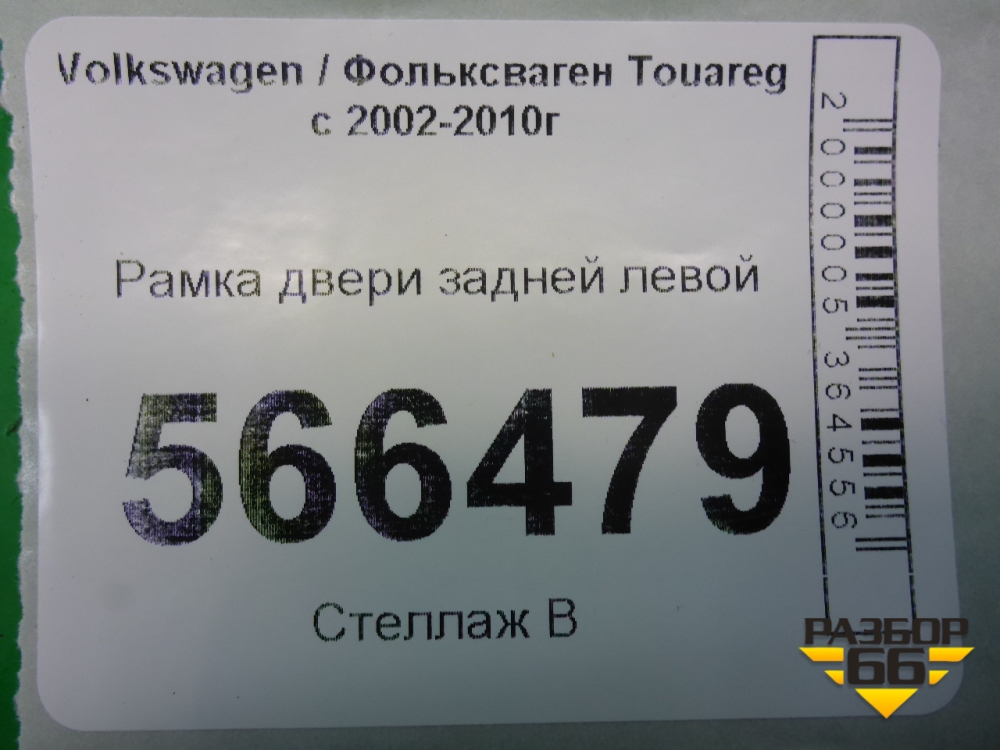 Volkswagen / Фольксваген Touareg
с 2002-2010г
Рамка двери задней левой
566479
Стеллаж В
2000005364556
РАЗБОР
66